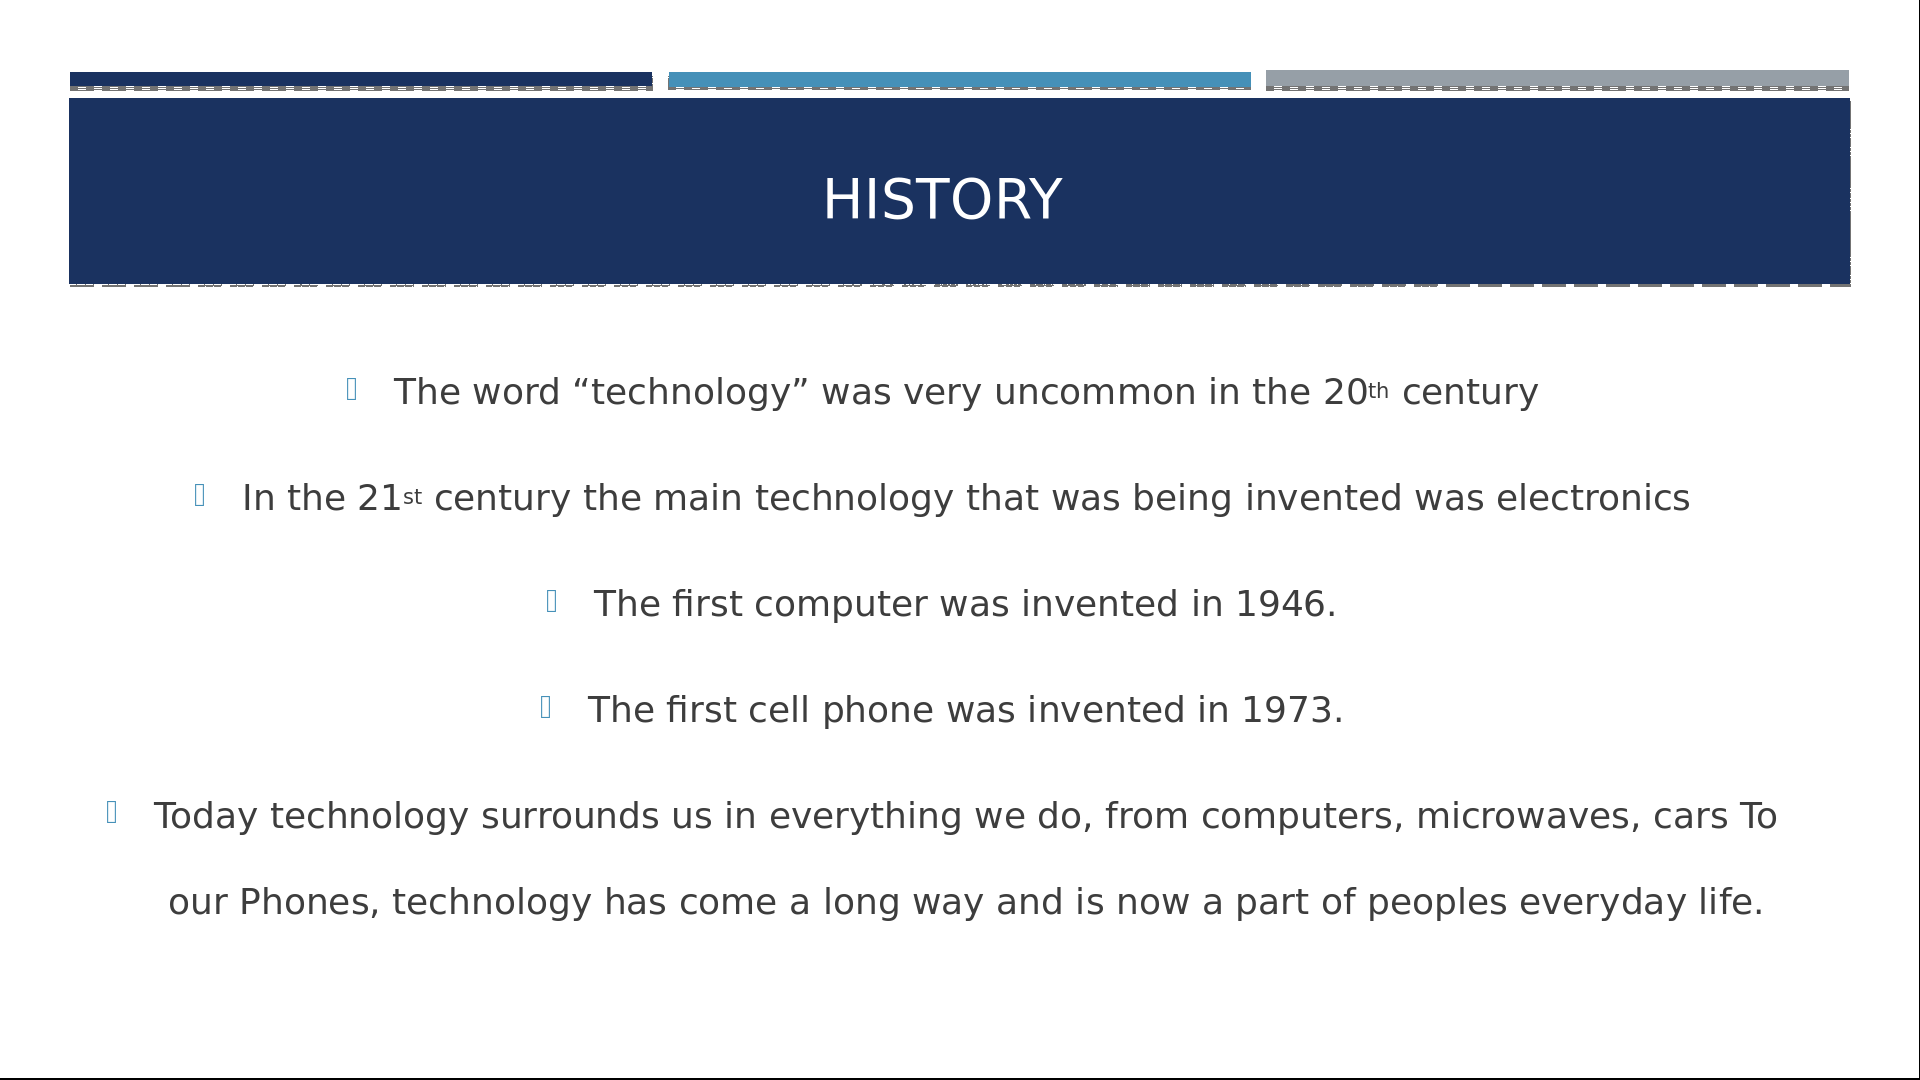 HISTORY
The word “technology” was very uncommon in the 20th century
In the 21st century the main technology that was being invented was electronics
The first computer was invented in 1946.
The first cell phone was invented in 1973.
Today technology surrounds us in everything we do, from computers, microwaves, cars To
our Phones, technology has come a long way and is now a part of peoples everyday life.